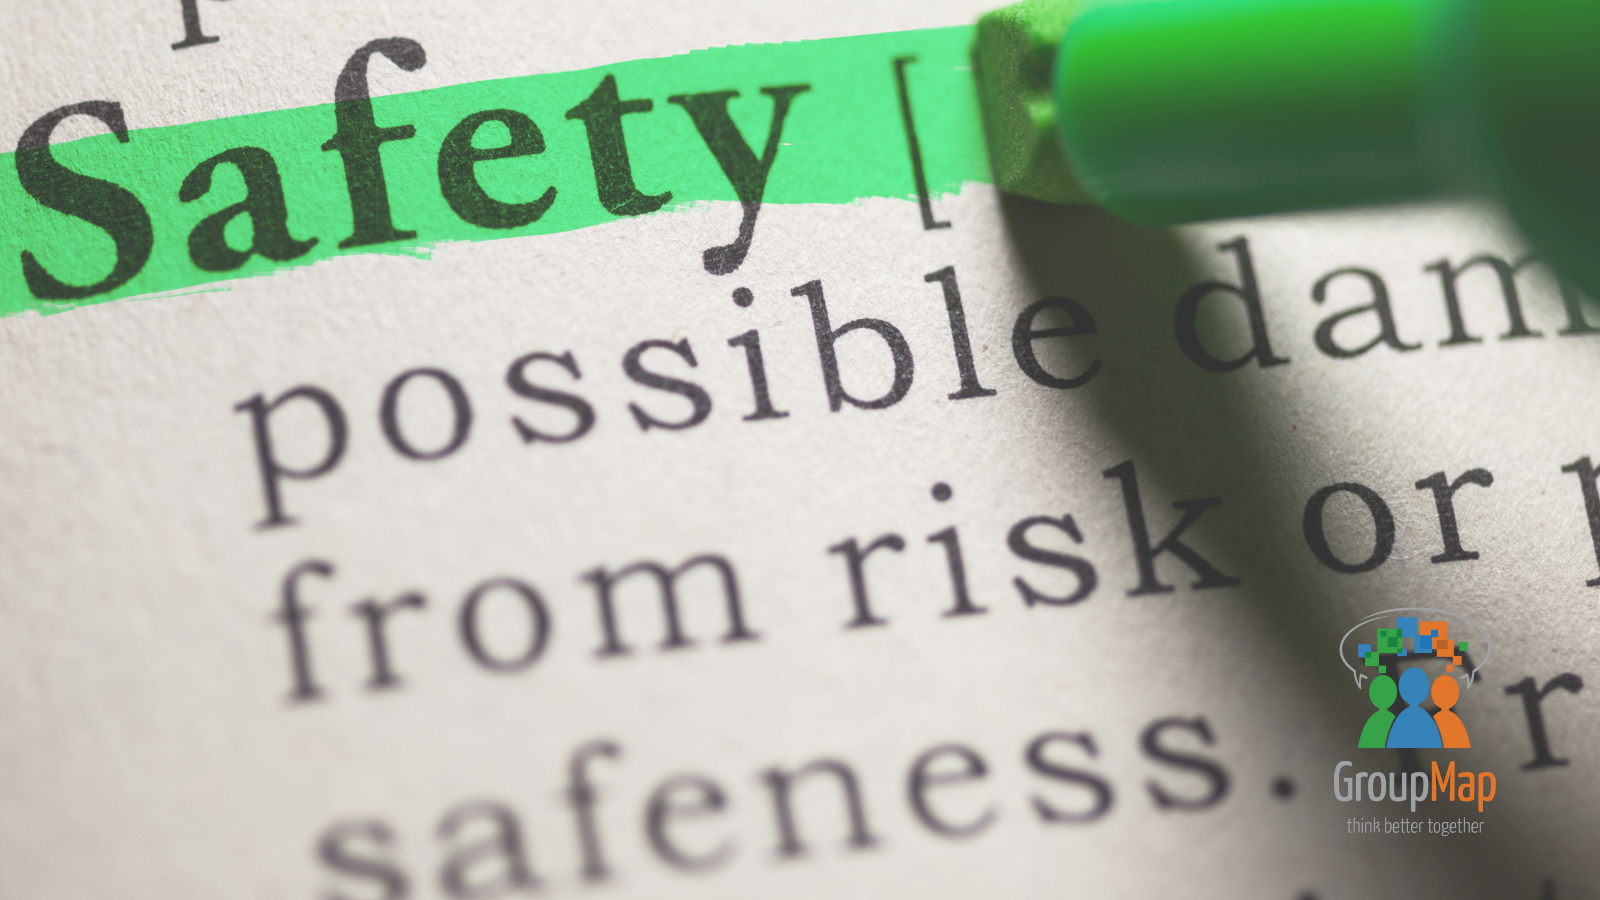 p
Safety [
possible dam
from risk or p
safeness. r
GroupMap
think better together